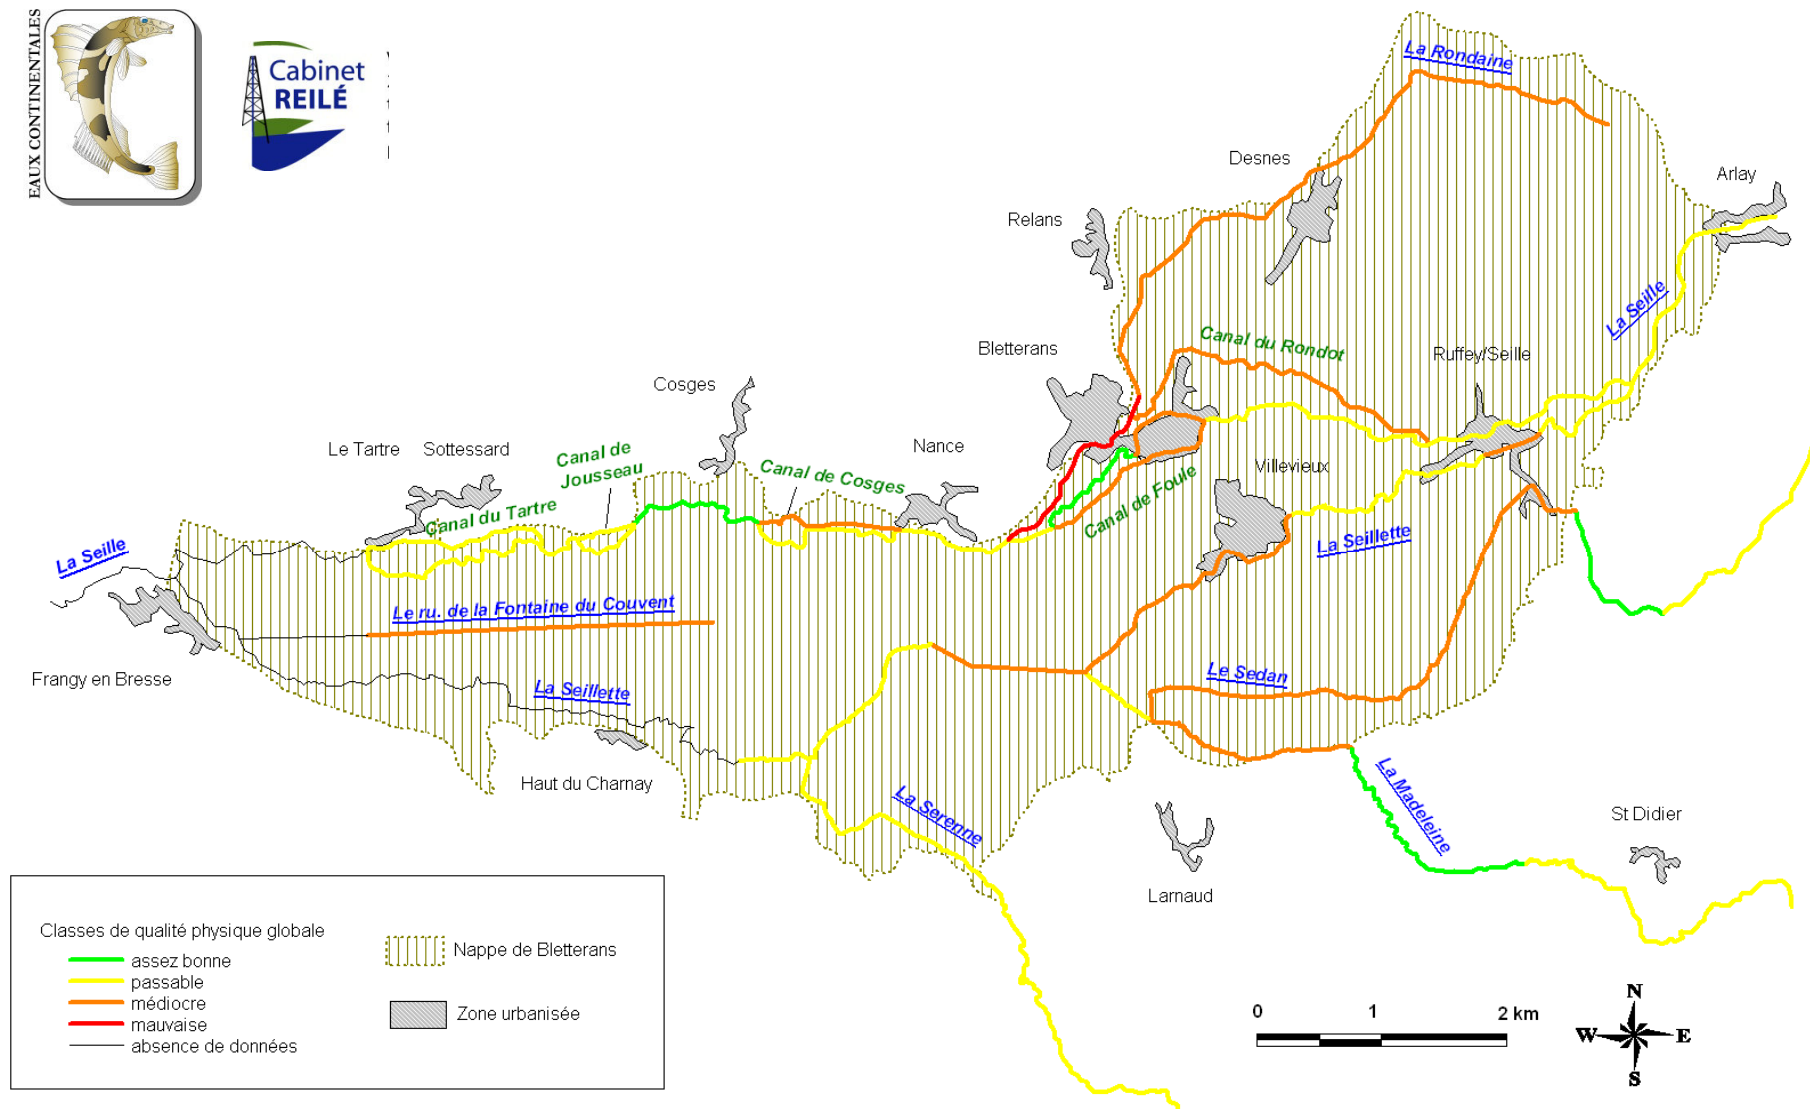 EAUX CONTINENTALES
Cabinet
REILÉ
La Rondaine
Desnes
Arlay
Relans
La Seille
Canal du Rondot
Bletterans
Ruffey/Seille
Cosges
Le Tartre
Sottessard
Canal de
Jousseau
Nance
Canal de Cosges
Villevieux
Canal du Tartre
Canal de Foule
La Seillette
La Seille
Le ru. de la Fontaine du Couvent
Frangy en Bresse
La Seillette
Le Sedan
Haut du Charnay
La Serenne
La Madeleine
St Didier
Larnaud
Classes de qualité physique globale
assez bonne
passable
médiocre
mauvaise
absence de données
Nappe de Bletterans
Zone urbanisée
0 1 2 km
N
W E
S